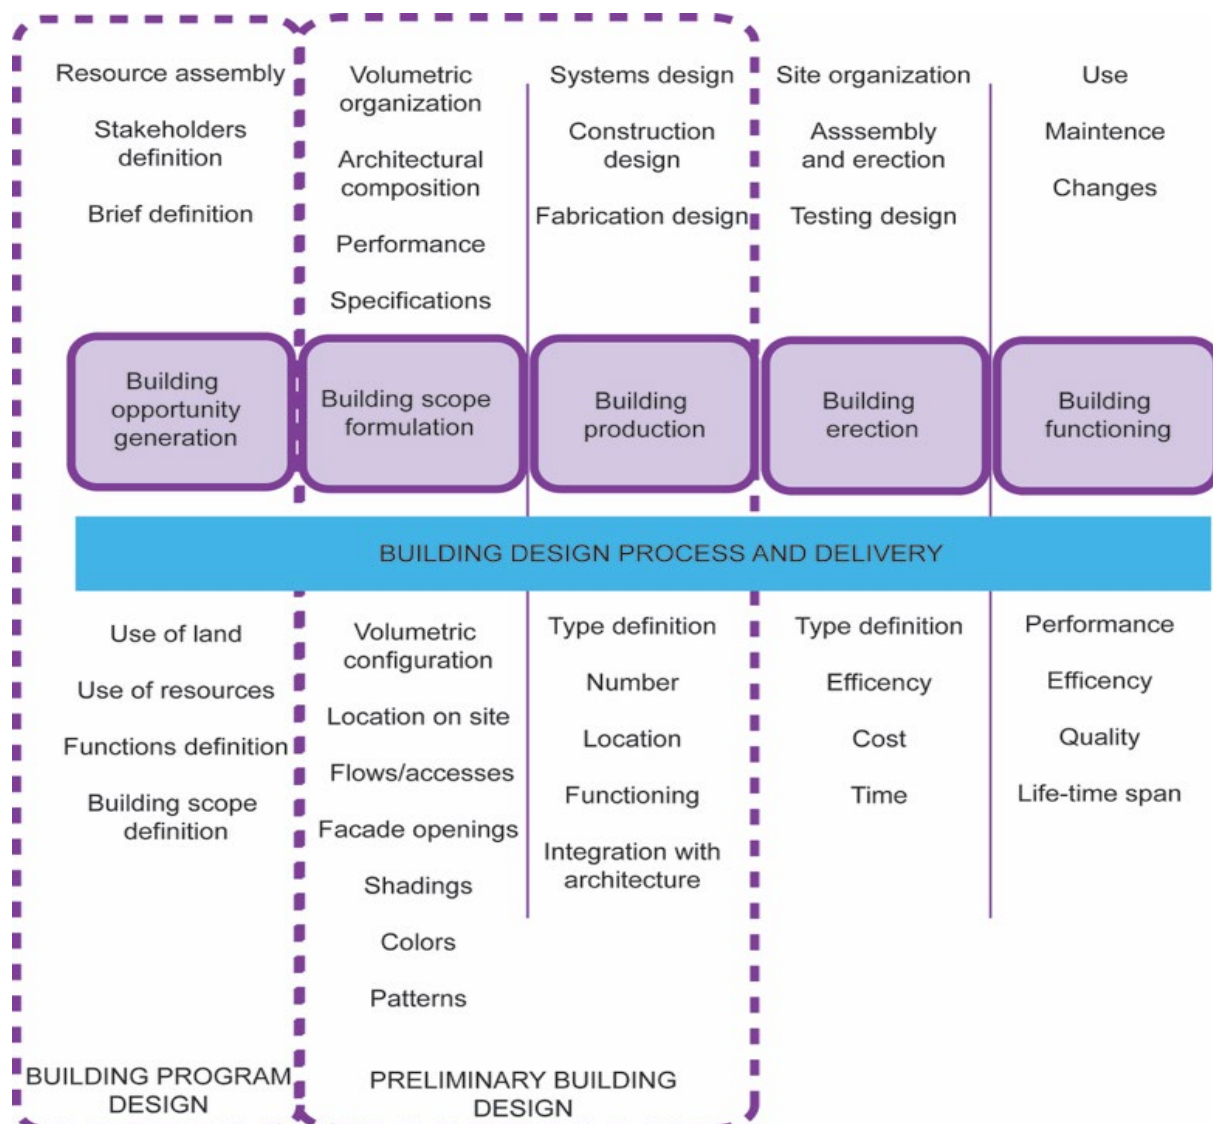 Resource assembly
Stakeholders
definition
Brief definition
Volumetric
organization
Architectural
composition
Performance
Specifications
Systems design
Construction
design
Fabrication design
Site organization
Asssembly
and erection
Testing design
Use
Maintence
Changes
Building
opportunity
generation
Building scope
formulation
Building
production
Building
erection
Building
functioning
BUILDING DESIGN PROCESS AND DELIVERY
Use of land
Use of resources
Functions definition
Building scope
definition
Volumetric
configuration
Location on site
Flows/accesses
Facade openings
Shadings
Colors
Patterns
Type definition
Number
Location
Functioning
Integration with
architecture
Type definition
Efficency
Cost
Time
Performance
Efficency
Quality
Life-time span
BUILDING PROGRAM
DESIGN
PRELIMINARY BUILDING
DESIGN